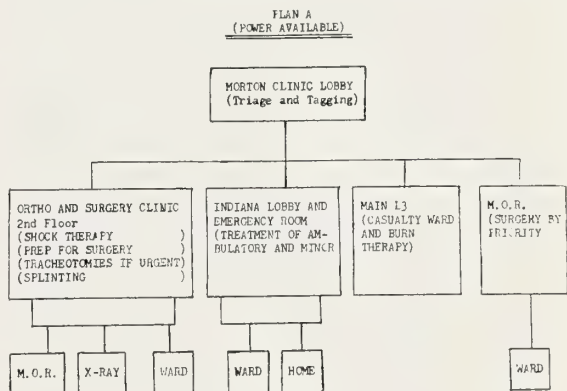 PLAN A
(POWER AVAILABLE)
MORTON CLINIC LOBBY
(Triage and Tagging)
ORTHO AND SURGERY CLINIC
2nd Floor
(SHOCK THERAPY )
(PREP FOR SURGERY )
(TRACHEOTOMIES IF URGENT)
(SPLINTING )
INDIANA LOBBY AND
EMERGENCY ROOM
(TREATMENT OF AM-
BULATORY AND MINOR
MAIN L3
(CASUALTY WARD
AND BURN
THERAPY)
M.O.R.
(SURGERY BY
PRIORITY
M.O.R.
X-RAY
WARD
WARD
HOME
WARD